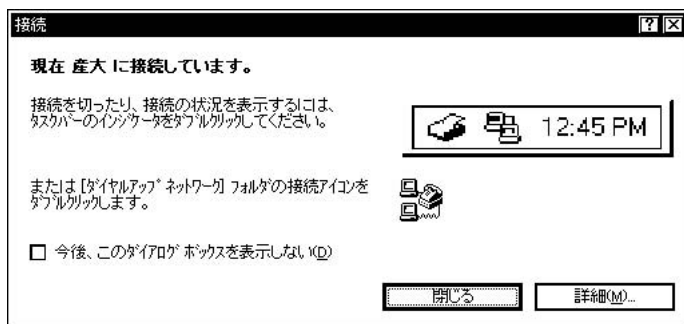 接続
現在 産大 に接続しています。
接続を切ったり、接続の状況を表示するには、
タスクバーのインジケータをダブルクリックしてください。
12:45 PM
または [ダイヤルアップ ネットワーク] フォルダの接続アイコンを
ダブルクリックします。
今後、このダイアログ ボックスを表示しない(D)
閉じる
詳細(M)...